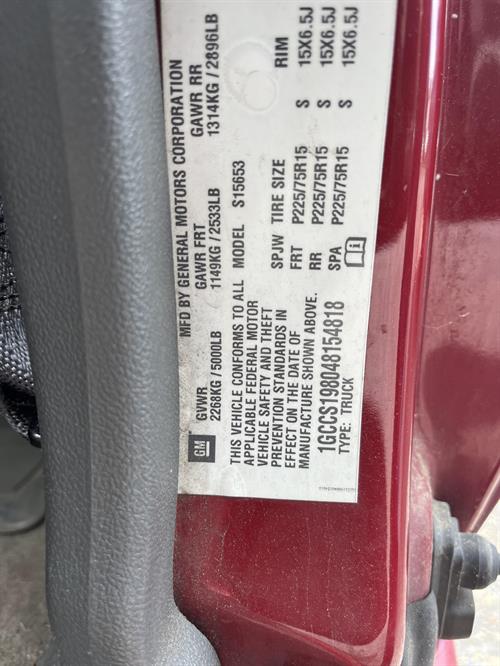 MFD BY GENERAL MOTORS CORPORATION
GVWR GAWR FRT GAWR RR
2268KG / 5000LB 1149KG / 2533LB 1314KG / 2896LB
GM
THIS VEHICLE CONFORMS TO ALL
APPLICABLE FEDERAL MOTOR
VEHICLE SAFETY AND THEFT
PREVENTION STANDARDS IN
EFFECT ON THE DATE OF
MANUFACTURE SHOWN ABOVE.
1GCCS198048154818
TYPE: TRUCK
MODEL S15653
SPJW TIRE SIZE RIM
FRT P225/75R15 S 15X6.5J
RR P225/75R15 S 15X6.5J
SPA P225/75R15 S 15X6.5J